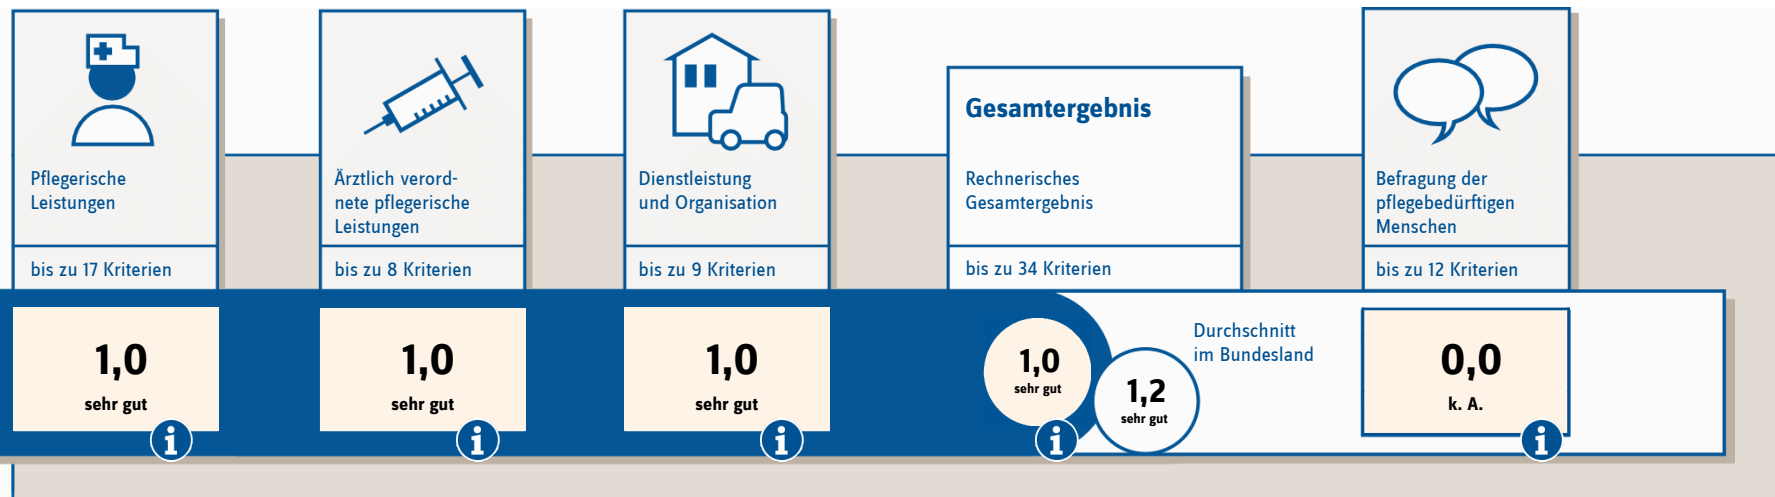 Pflegerische
Leistungen
bis zu 17 Kriterien
1,0
sehr gut
i
Ärztlich verord-
nete pflegerische
Leistungen
bis zu 8 Kriterien
1,0
sehr gut
i
Dienstleistung
und Organisation
bis zu 9 Kriterien
1,0
sehr gut
i
Gesamtergebnis
Rechnerisches
Gesamtergebnis
bis zu 34 Kriterien
1,0
sehr gut
i
1,2
sehr gut
Durchschnitt
im Bundesland
Befragung der
pflegebedürftigen
Menschen
bis zu 12 Kriterien
0,0
k. A.
i